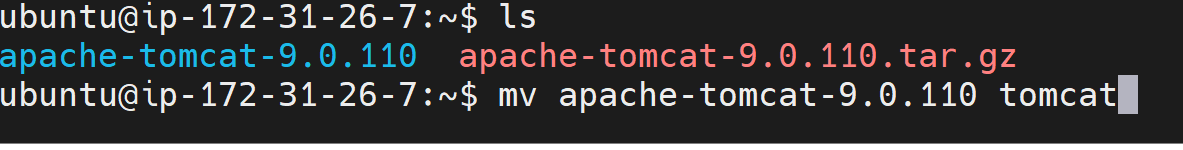 ubuntu@ip-172-31-26-7:~$ ls
apache-tomcat-9.0.110  apache-tomcat-9.0.110.tar.gz
ubuntu@ip-172-31-26-7:~$ mv apache-tomcat-9.0.110 tomcat